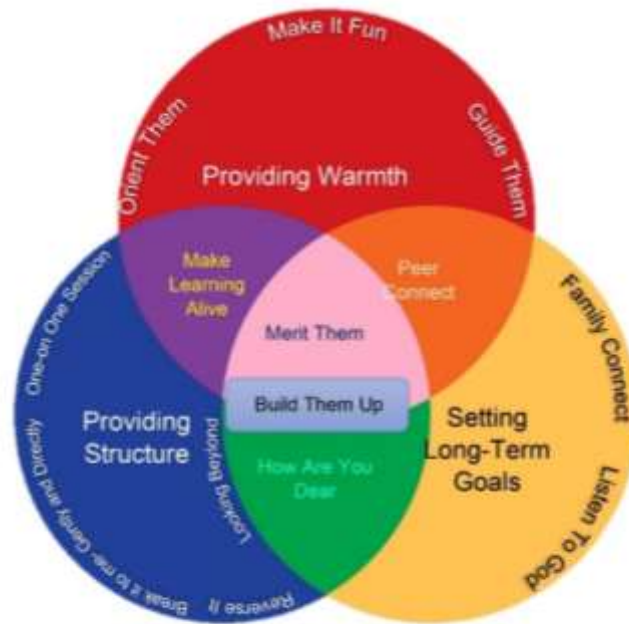 Make It Fun
Orient Them
Guide Them
Providing Warmth
Make
Learning
Alive
Peer
Connect
Merit Them
Build Them Up
How Are You
Dear
One-on One Session
Providing
Structure
Looking Beylond
Break it to me- Gently and Directly
Reverse It
Family Connect
Setting
Long-Term
Goals
Listen To God